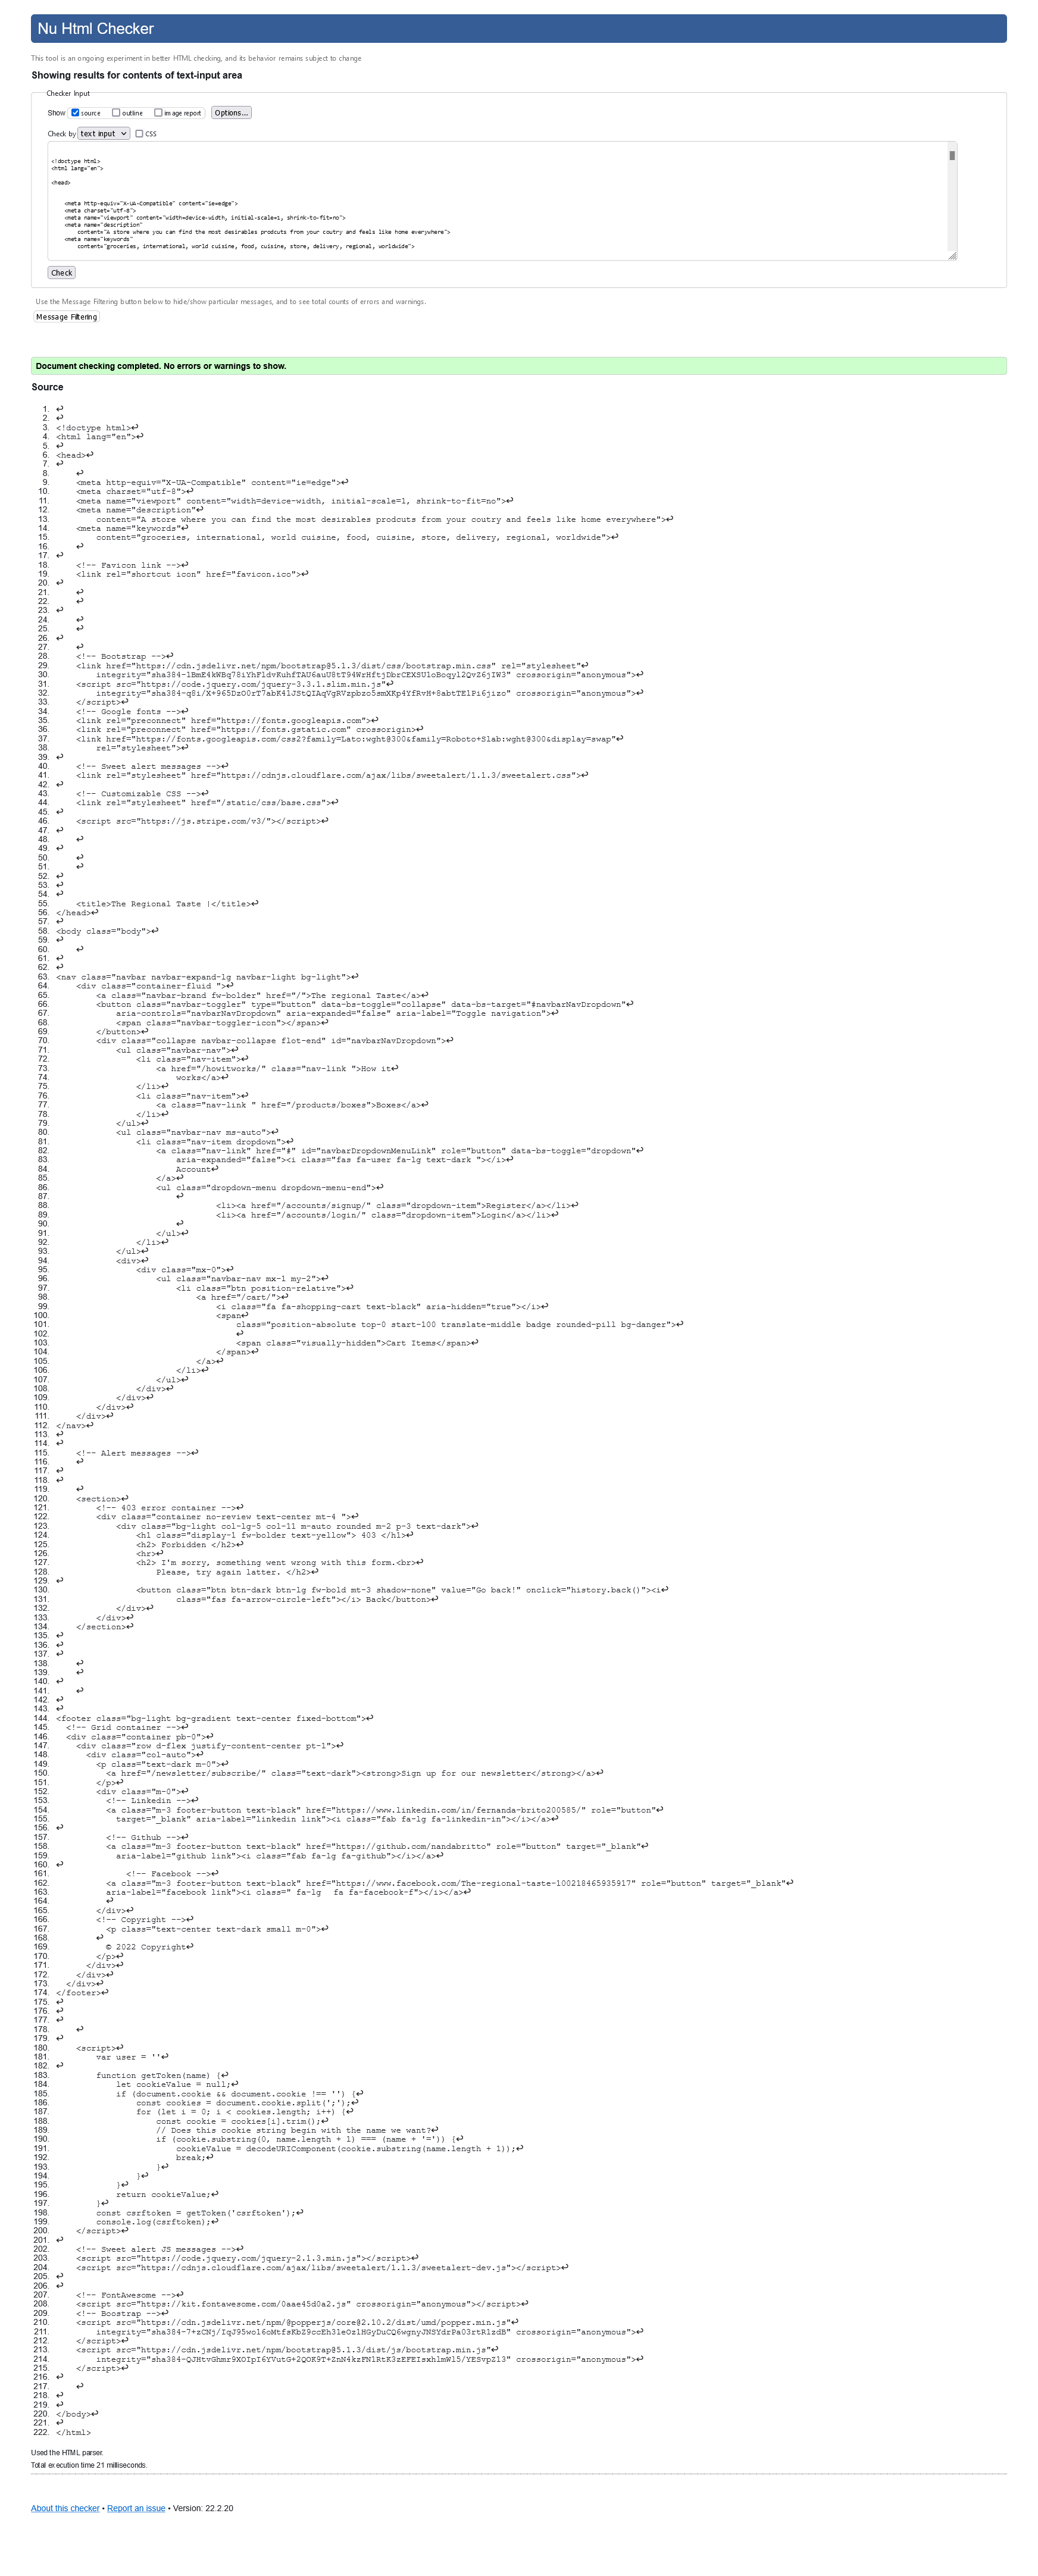 Nu Html Checker
This tool is an ongoing experiment in better HTML checking, and its behavior remains subject to change
Showing results for contents of text-input area
Checker Input
Show source outline image report Options...
Check by text input CSS
<!doctype html>
<html lang="en">
<head>
<meta http-equiv="X-UA-Compatible" content="ie=edge">
<meta charset="utf-8">
<meta name="viewport" content="width=device-width, initial-scale=1, shrink-to-fit=no">
<meta name="description"
content="A store where you can find the most desirables prodcuts from your coutry and feels like home everywhere">
<meta name="keywords"
content="groceries, international, world cuisine, food, cuisine, store, delivery, regional, worldwide">
Check
Use the Message Filtering button below to hide/show particular messages, and to see total counts of errors and warnings.
Message Filtering
Document checking completed. No errors or warnings to show.
Source
1. ↩
2. ↩
3. <!doctype html>↩
4. <html lang="en">↩
5. ↩
6. <head>↩
7. ↩
8. ↩
9. <meta http-equiv="X-UA-Compatible" content="ie=edge">↩
10. <meta charset="utf-8">↩
11. <meta name="viewport" content="width=device-width, initial-scale=1, shrink-to-fit=no">↩
12. <meta name="description"↩
13. content="A store where you can find the most desirables prodcuts from your coutry and feels like home everywhere">↩
14. <meta name="keywords"↩
15. content="groceries, international, world cuisine, food, cuisine, store, delivery, regional, worldwide">↩
16. ↩
17. ↩
18. <!-- Favicon link -->↩
19. <link rel="shortcut icon" href="favicon.ico">↩
20. ↩
21. ↩
22. ↩
23. ↩
24. ↩
25. ↩
26. ↩
27. ↩
28. <!-- Bootstrap -->↩
29. <link href="https://cdn.jsdelivr.net/npm/bootstrap@5.1.3/dist/css/bootstrap.min.css" rel="stylesheet"↩
30. integrity="sha384-1BmE4kWBq78iYhFldvKuhfTAU6auU8tT94WrHftjDbrCEXSU1oBoqyl2QvZ6jIW3" crossorigin="anonymous">↩
31. <script src="https://code.jquery.com/jquery-3.3.1.slim.min.js"↩
32. integrity="sha384-q8i/X+965DzO0rT7abK41JStQIAqVgRVzpbzo5smXKp4YfRvH+8abtTE1Pi6jizo" crossorigin="anonymous">↩
33. </script>↩
34. <!-- Google fonts -->↩
35. <link rel="preconnect" href="https://fonts.googleapis.com">↩
36. <link rel="preconnect" href="https://fonts.gstatic.com" crossorigin>↩
37. <link href="https://fonts.googleapis.com/css2?family=Lato:wght@300&family=Roboto+Slab:wght@300&display=swap"↩
38. rel="stylesheet">↩
39. ↩
40. <!-- Sweet alert messages -->↩
41. <link rel="stylesheet" href="https://cdnjs.cloudflare.com/ajax/libs/sweetalert/1.1.3/sweetalert.css">↩
42. ↩
43. <!-- Customizable CSS -->↩
44. <link rel="stylesheet" href="/static/css/base.css">↩
45. ↩
46. <script src="https://js.stripe.com/v3/"></script>↩
47. ↩
48. ↩
49. ↩
50. ↩
51. ↩
52. ↩
53. ↩
54. ↩
55. <title>The Regional Taste |</title>↩
56. </head>↩
57. ↩
58. <body class="body">↩
59. ↩
60. ↩
61. ↩
62. ↩
63. <nav class="navbar navbar-expand-lg navbar-light bg-light">↩
64. <div class="container-fluid ">↩
65. <a class="navbar-brand fw-bolder" href="/">The regional Taste</a>↩
66. <button class="navbar-toggler" type="button" data-bs-toggle="collapse" data-bs-target="#navbarNavDropdown"↩
67. aria-controls="navbarNavDropdown" aria-expanded="false" aria-label="Toggle navigation">↩
68. <span class="navbar-toggler-icon"></span>↩
69. </button>↩
70. <div class="collapse navbar-collapse flot-end" id="navbarNavDropdown">↩
71. <ul class="navbar-nav">↩
72. <li class="nav-item">↩
73. <a href="/howitworks/" class="nav-link ">How it↩
74. works</a>↩
75. </li>↩
76. <li class="nav-item">↩
77. <a class="nav-link " href="/products/boxes">Boxes</a>↩
78. </li>↩
79. </ul>↩
80. <ul class="navbar-nav ms-auto">↩
81. <li class="nav-item dropdown">↩
82. <a class="nav-link" href="#" id="navbarDropdownMenuLink" role="button" data-bs-toggle="dropdown"↩
83. aria-expanded="false"><i class="fas fa-user fa-lg text-dark "></i>↩
84. Account↩
85. </a>↩
86. <ul class="dropdown-menu dropdown-menu-end">↩
87. ↩
88. <li><a href="/accounts/signup/" class="dropdown-item">Register</a></li>↩
89. <li><a href="/accounts/login/" class="dropdown-item">Login</a></li>↩
90. ↩
91. </ul>↩
92. </li>↩
93. </ul>↩
94. <div>↩
95. <div class="mx-0">↩
96. <ul class="navbar-nav mx-1 my-2">↩
97. <li class="btn position-relative">↩
98. <a href="/cart/">↩
99. <i class="fa fa-shopping-cart text-black" aria-hidden="true"></i>↩
100. <span↩
101. class="position-absolute top-0 start-100 translate-middle badge rounded-pill bg-danger">↩
102. ↩
103. <span class="visually-hidden">Cart Items</span>↩
104. </span>↩
105. </a>↩
106. </li>↩
107. </ul>↩
108. </div>↩
109. </div>↩
110. </div>↩
111. </div>↩
112. </nav>↩
113. ↩
114. ↩
115. <!-- Alert messages -->↩
116. ↩
117. ↩
118. ↩
119. ↩
120. <section>↩
121. <!-- 403 error container -->↩
122. <div class="container no-review text-center mt-4 ">↩
123. <div class="bg-light col-lg-5 col-11 m-auto rounded m-2 p-3 text-dark">↩
124. <h1 class="display-1 fw-bolder text-yellow"> 403 </h1>↩
125. <h2> Forbidden </h2>↩
126. <hr>↩
127. <h2> I'm sorry, something went wrong with this form.<br>↩
128. Please, try again latter. </h2>↩
129. ↩
130. <button class="btn btn-dark btn-lg fw-bold mt-3 shadow-none" value="Go back!" onclick="history.back()"><i↩
131. class="fas fa-arrow-circle-left"></i> Back</button>↩
132. </div>↩
133. </div>↩
134. </section>↩
135. ↩
136. ↩
137. ↩
138. ↩
139. ↩
140. ↩
141. ↩
142. ↩
143. ↩
144. <footer class="bg-light bg-gradient text-center fixed-bottom">↩
145. <!-- Grid container -->↩
146. <div class="container pb-0">↩
147. <div class="row d-flex justify-content-center pt-1">↩
148. <div class="col-auto">↩
149. <p class="text-dark m-0">↩
150. <a href="/newsletter/subscribe/" class="text-dark"><strong>Sign up for our newsletter</strong></a>↩
151. </p>↩
152. <div class="m-0">↩
153. <!-- Linkedin -->↩
154. <a class="m-3 footer-button text-black" href="https://www.linkedin.com/in/fernanda-brito200585/" role="button"↩
155. target="_blank" aria-label="linkedin link"><i class="fab fa-lg fa-linkedin-in"></i></a>↩
156. ↩
157. <!-- Github -->↩
158. <a class="m-3 footer-button text-black" href="https://github.com/nandabritto" role="button" target="_blank"↩
159. aria-label="github link"><i class="fab fa-lg fa-github"></i></a>↩
160. ↩
161. <!-- Facebook -->↩
162. <a class="m-3 footer-button text-black" href="https://www.facebook.com/The-regional-taste-100218465935917" role="button" target="_blank"↩
163. aria-label="facebook link"><i class=" fa-lg fa fa-facebook-f"></i></a>↩
164. ↩
165. </div>↩
166. <!-- Copyright -->↩
167. <p class="text-center text-dark small m-0">↩
168. ↩
169. © 2022 Copyright↩
170. </p>↩
171. </div>↩
172. </div>↩
173. </div>↩
174. </footer>↩
175. ↩
176. ↩
177. ↩
178. ↩
179. ↩
180. <script>↩
181. var user = ''↩
182. ↩
183. function getToken(name) {↩
184. let cookieValue = null;↩
185. if (document.cookie && document.cookie !== '') {↩
186. const cookies = document.cookie.split(';');↩
187. for (let i = 0; i < cookies.length; i++) {↩
188. const cookie = cookies[i].trim();↩
189. // Does this cookie string begin with the name we want?↩
190. if (cookie.substring(0, name.length + 1) === (name + '=')) {↩
191. cookieValue = decodeURIComponent(cookie.substring(name.length + 1));↩
192. break;↩
193. }↩
194. }↩
195. }↩
196. return cookieValue;↩
197. }↩
198. const csrftoken = getToken('csrftoken');↩
199. console.log(csrftoken);↩
200. </script>↩
201. ↩
202. <!-- Sweet alert JS messages -->↩
203. <script src="https://code.jquery.com/jquery-2.1.3.min.js"></script>↩
204. <script src="https://cdnjs.cloudflare.com/ajax/libs/sweetalert/1.1.3/sweetalert-dev.js"></script>↩
205. ↩
206. ↩
207. <!-- FontAwesome -->↩
208. <script src="https://kit.fontawesome.com/0aae45d0a2.js" crossorigin="anonymous"></script>↩
209. <!-- Boostrap -->↩
210. <script src="https://cdn.jsdelivr.net/npm/@popperjs/core@2.10.2/dist/umd/popper.min.js"↩
211. integrity="sha384-7+zCNj/IqJ95wo16oMtfsKbZ9ccEh31eOz1HGyDuCQ6wgnyJNSYdrPa03rtR1zdB" crossorigin="anonymous">↩
212. </script>↩
213. <script src="https://cdn.jsdelivr.net/npm/bootstrap@5.1.3/dist/js/bootstrap.min.js"↩
214. integrity="sha384-QJHtvGhmr9XOIpI6YVutG+2QOK9T+ZnN4kzFN1RtK3zEFEIsxhlmWl5/YESvpZ13" crossorigin="anonymous">↩
215. </script>↩
216. ↩
217. ↩
218. ↩
219. ↩
220. </body>↩
221. ↩
222. </html>
Used the HTML parser.
Total execution time 21 milliseconds.
About this checker • Report an issue • Version: 22.2.20